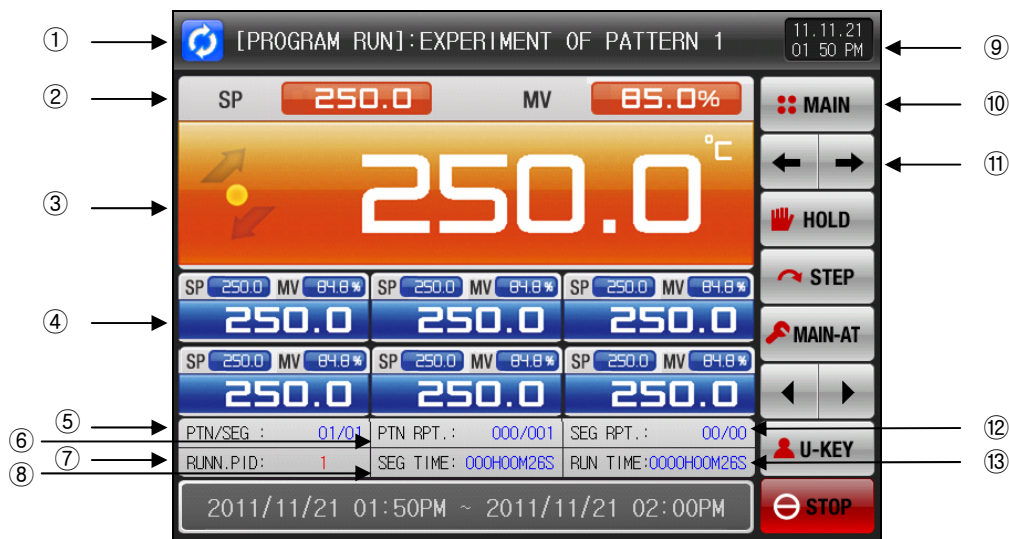 ① [PROGRAM RUN]:EXPERIMENT OF PATTERN 1 11.11.21
01 50 PM ⑨
② SP 250.0 MV 85.0%
MAIN ⑩
③ 250.0 ℃
⑪
HOLD
STEP
SP 250.0 MV 84.8% SP 250.0 MV 84.8% SP 250.0 MV 84.8%
④ 250.0 250.0 250.0
MAIN-AT
SP 250.0 MV 84.8% SP 250.0 MV 84.8% SP 250.0 MV 84.8%
250.0 250.0 250.0
⑤ ⑥ PTN/SEG : 01/01 PTN RPT.: 000/001 SEG RPT.: 00/00 ⑫
⑦ ⑧ RUNN.PID: 1 SEG TIME: 000H00M26S RUN TIME:0000H00M26S ⑬
U-KEY
2011/11/21 01:50PM ~ 2011/11/21 02:00PM
STOP